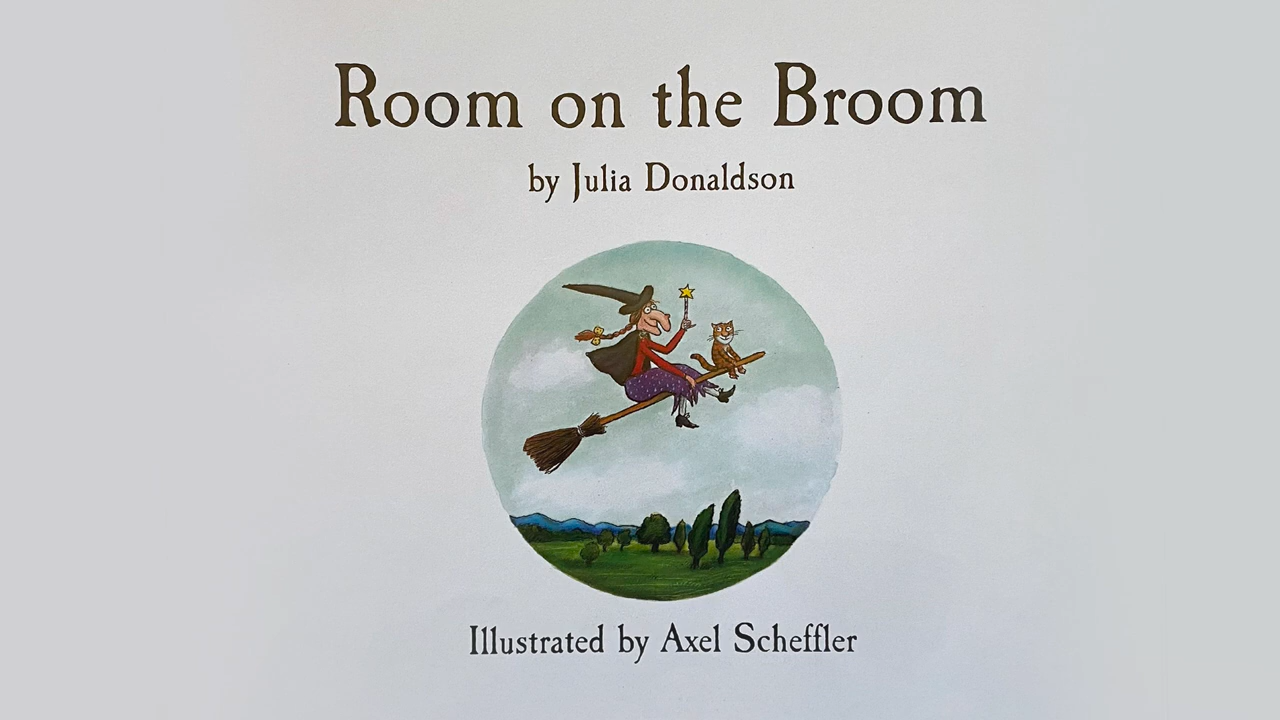 Room on the Broom
by Julia Donaldson
Illustrated by Axel Scheffler